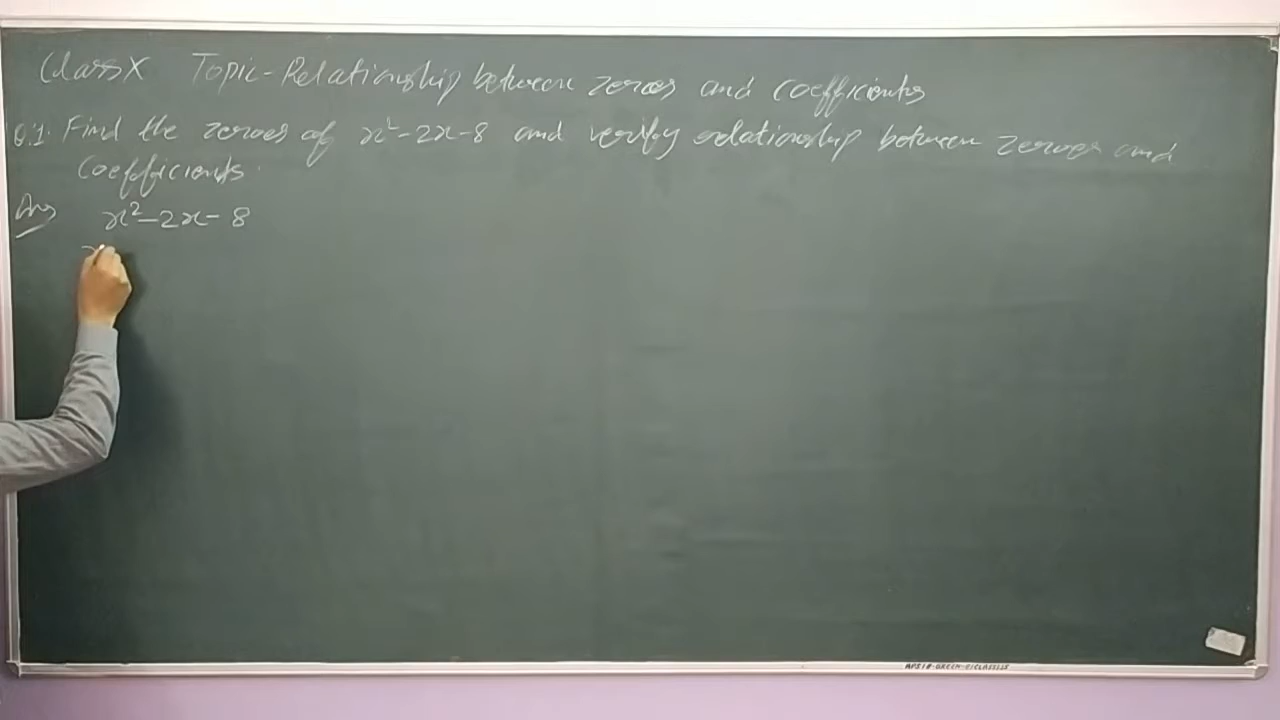 Class X Topic-Relationship between zeroes and coefficients
Q.1. Find the zeroes of x²-2x-8 and verify relationship between zeroes and
coefficients.
Ans x²-2x-8